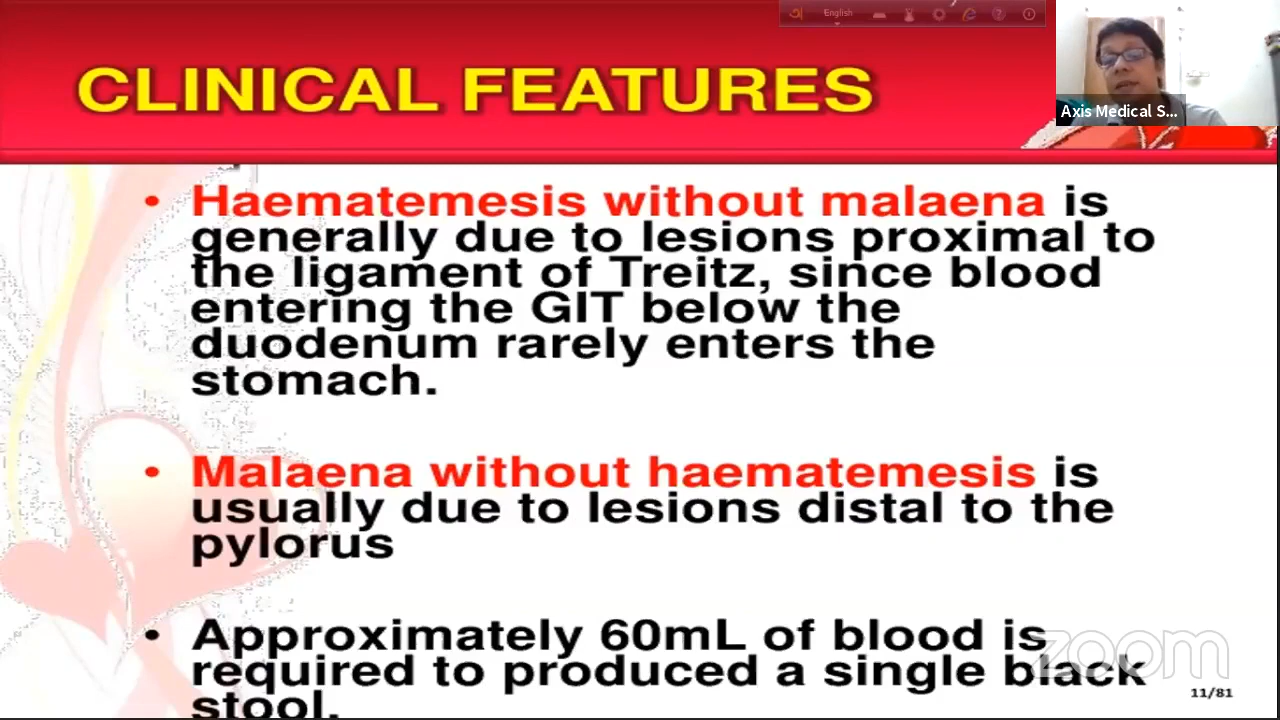 English
CLINICAL FEATURES
Axis Medical S...
• Haematemesis without malaena is
generally due to lesions proximal to
the ligament of Treitz, since blood
entering the GIT below the
duodenum rarely enters the
stomach.
• Malaena without haematemesis is
usually due to lesions distal to the
pylorus
• Approximately 60mL of blood is
required to produced a single black
stool.
zoom
11/81